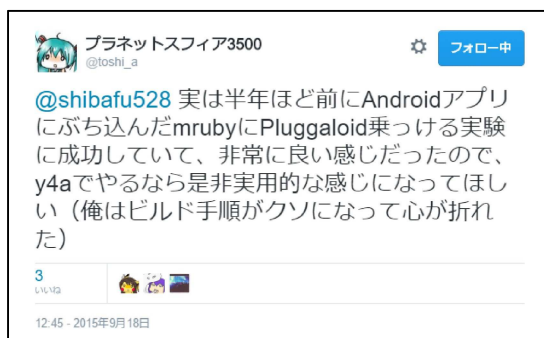 プラネットスフィア3500
@toshi_a
フォロー中
@shibafu528 実は半年ほど前にAndroidアプリ
にぶち込んだmrubyにPluggaloid乗っける実験
に成功していて、非常に良い感じだったので、
y4aでやるなら是非実用的な感じになってほし
い（俺はビルド手順がクソになって心が折れ
た）
3
いいね
12:45 - 2015年9月18日